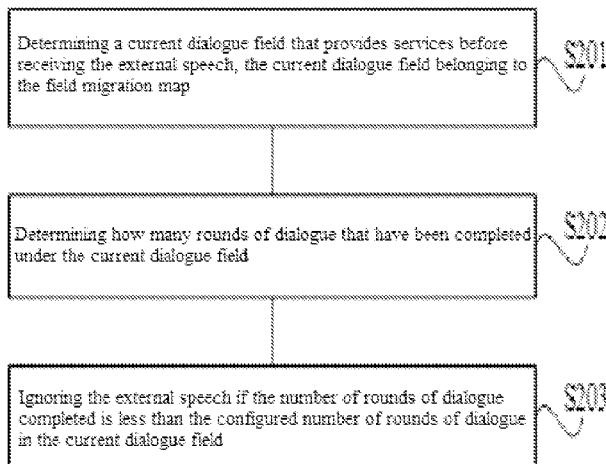 Determining a current dialogue field that provides services before
receiving the external speech, the current dialogue field belonging to
the field migration map
S201
Determining how many rounds of dialogue that have been completed
under the current dialogue field
S202
Ignoring the external speech if the number of rounds of dialogue
completed is less than the configured number of rounds of dialogue
in the current dialogue field
S203